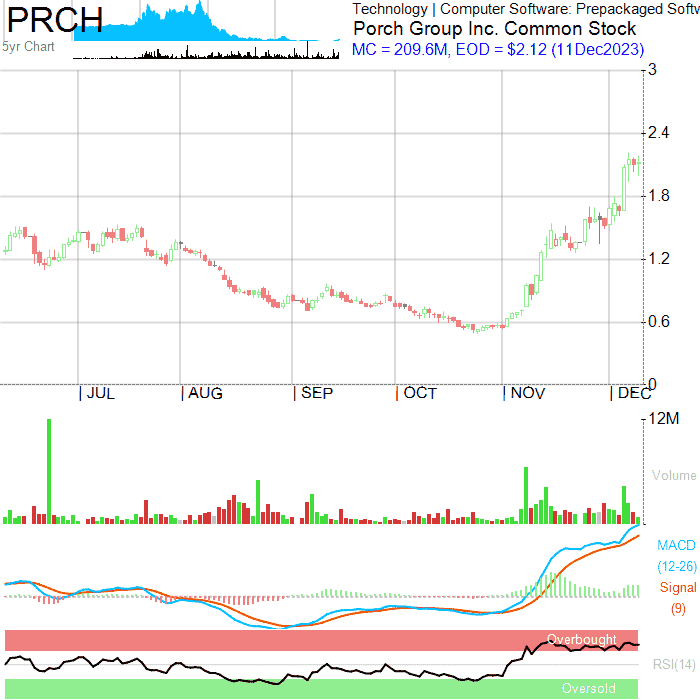 PRCH
5yr Chart
Technology | Computer Software: Prepackaged Softw
Porch Group Inc. Common Stock
MC = 209.6M, EOD = $2.12 (11Dec2023)
3
2.4
1.8
1.2
0.6
0
JUL AUG SEP OCT NOV DEC
12M
Volume
MACD
(12-26)
Signal
(9)
Overbought
RSI(14)
Oversold